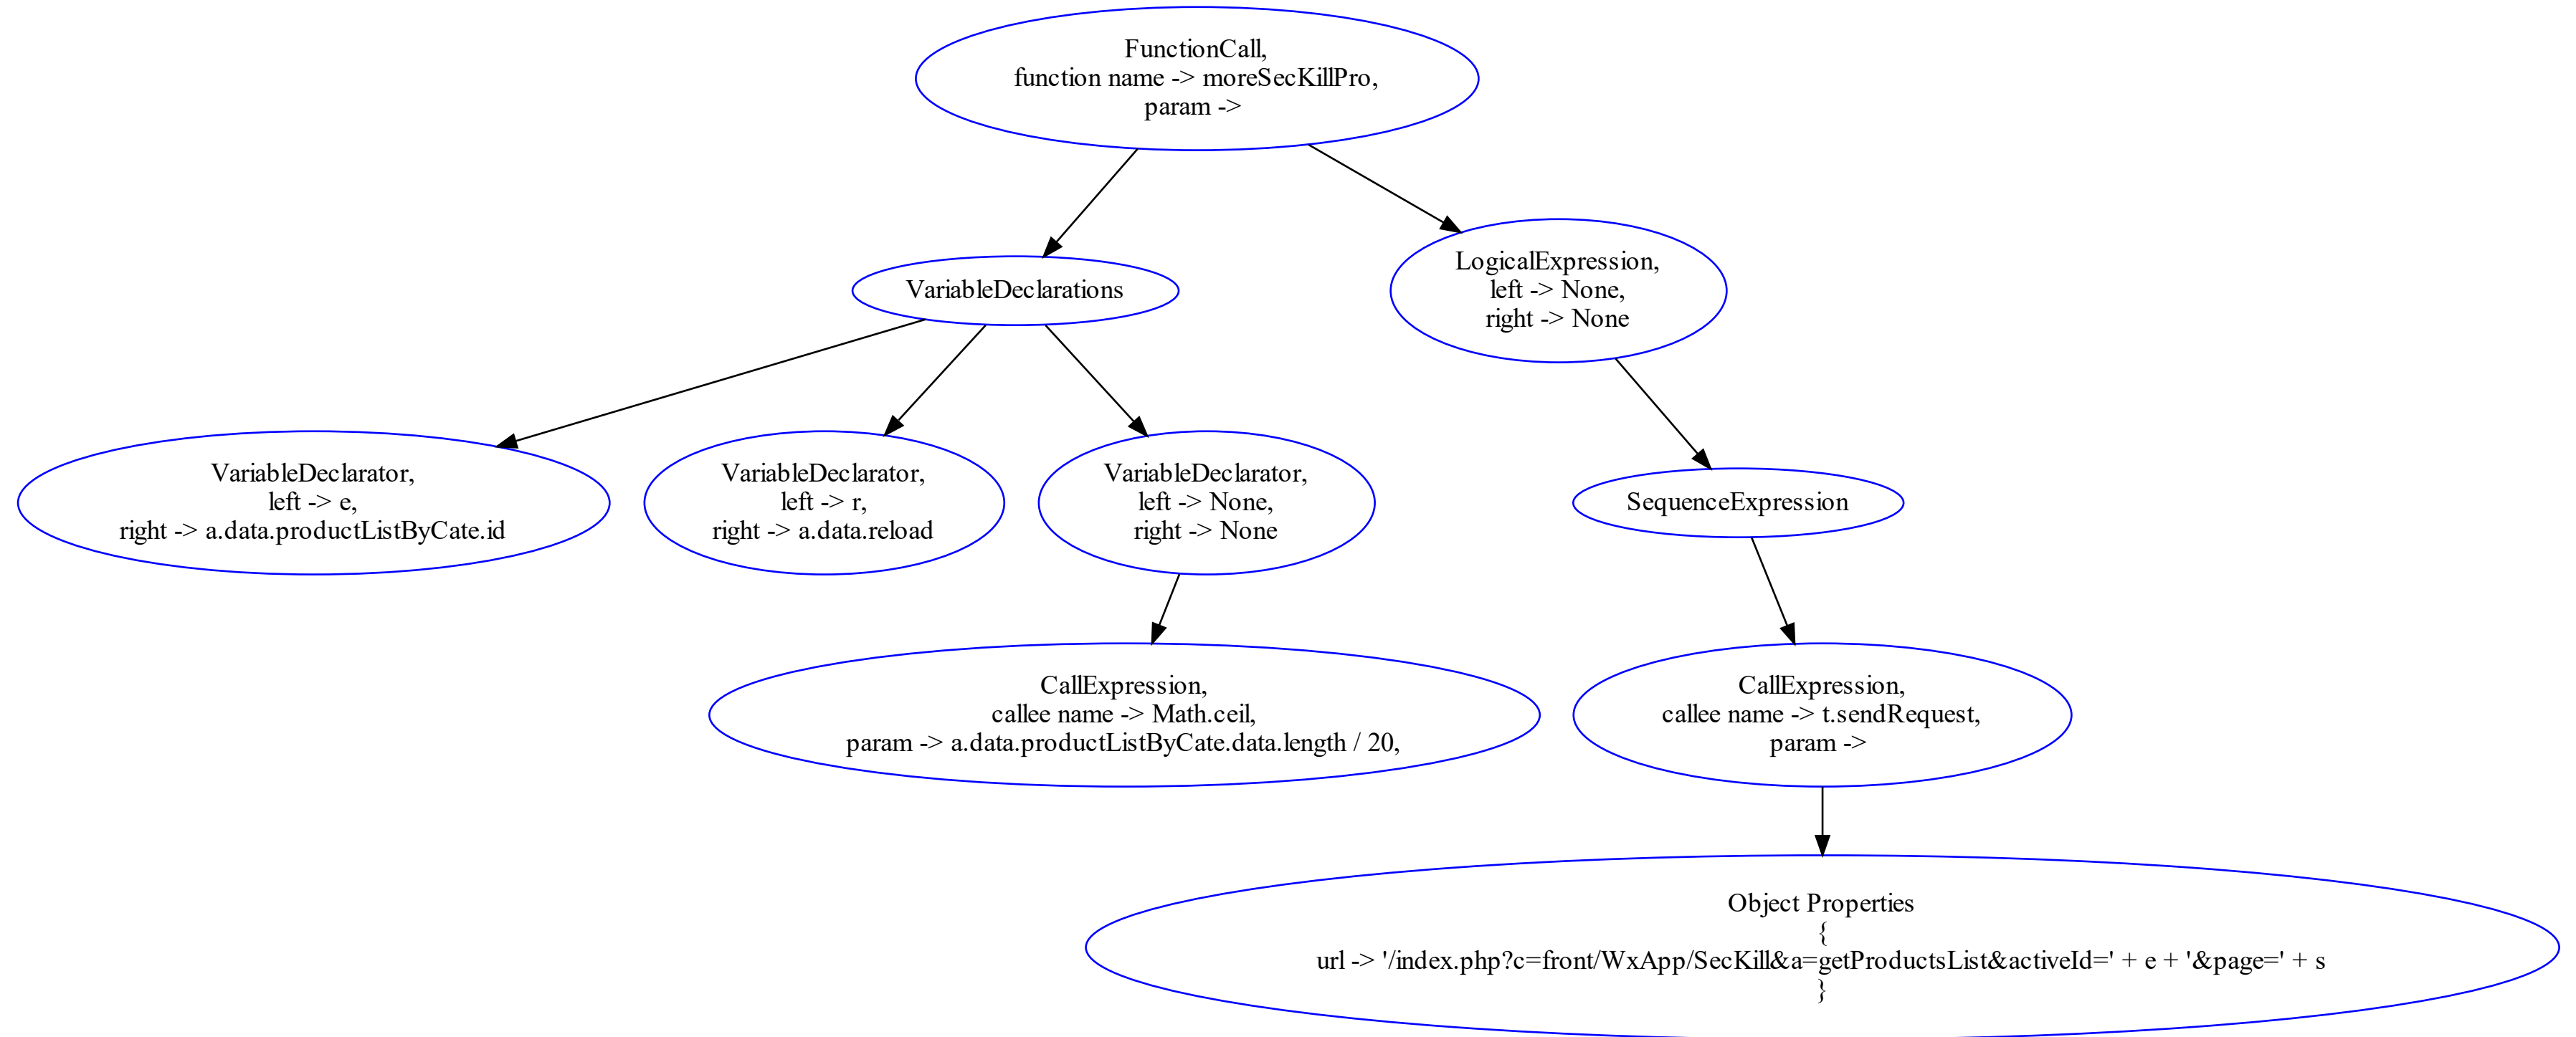 FunctionCall,
function name -> moreSecKillPro,
param ->
VariableDeclarations
LogicalExpression,
left -> None,
right -> None
VariableDeclarator,
left -> e,
right -> a.data.productListByCate.id
VariableDeclarator,
left -> r,
right -> a.data.reload
VariableDeclarator,
left -> None,
right -> None
SequenceExpression
CallExpression,
callee name -> Math.ceil,
param -> a.data.productListByCate.data.length / 20,
CallExpression,
callee name -> t.sendRequest,
param ->
Object Properties
{
url -> '/index.php?c=front/WxApp/SecKill&a=getProductsList&activeId=' + e + '&page=' + s
}